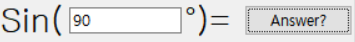 Sin( 90 °)= Answer?